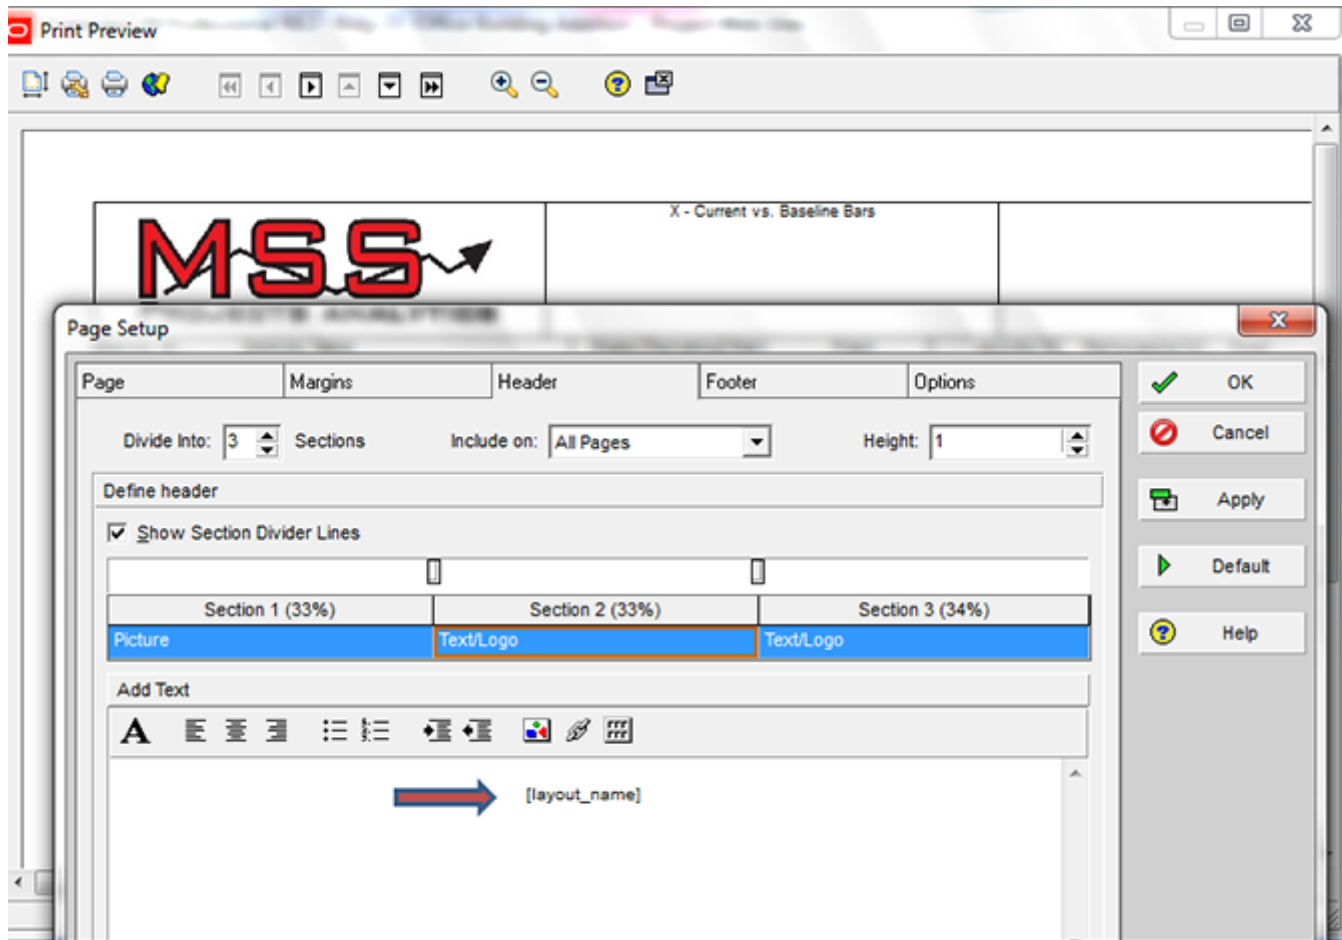 Print Preview
X - Current vs. Baseline Bars
MSS
PROJECTS ANALYTICS
Page Setup
Page Margins Header Footer Options
OK
Divide Into: 3 Sections Include on: All Pages Height: 1
Cancel
Define header
Apply
Show Section Divider Lines
Default
Section 1 (33%) Section 2 (33%) Section 3 (34%)
Picture Text/Logo Text/Logo
Help
Add Text
A
[layout_name]